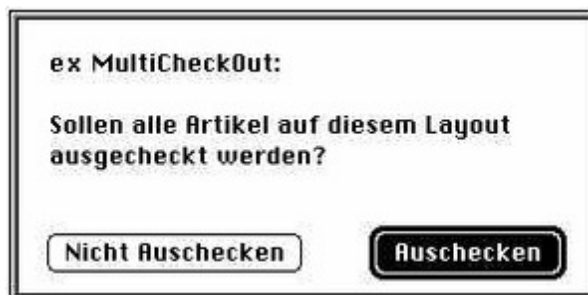 ex MultiCheckOut:
Sollen alle Artikel auf diesem Layout
ausgecheckt werden?
Nicht Auschecken
Auschecken